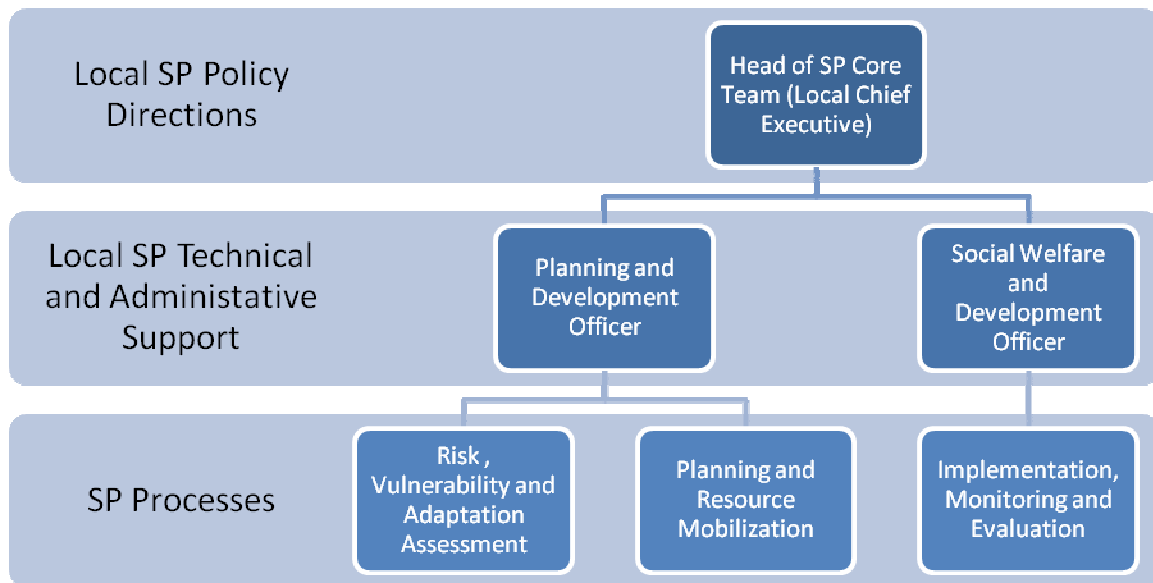 Local SP Policy
Directions
Head of SP Core
Team (Local Chief
Executive)
Local SP Technical
and Administative
Support
Planning and
Development
Officer
Social Welfare
and
Development
Officer
SP Processes
Risk ,
Vulnerability and
Adaptation
Assessment
Planning and
Resource
Mobilization
Implementation,
Monitoring and
Evaluation